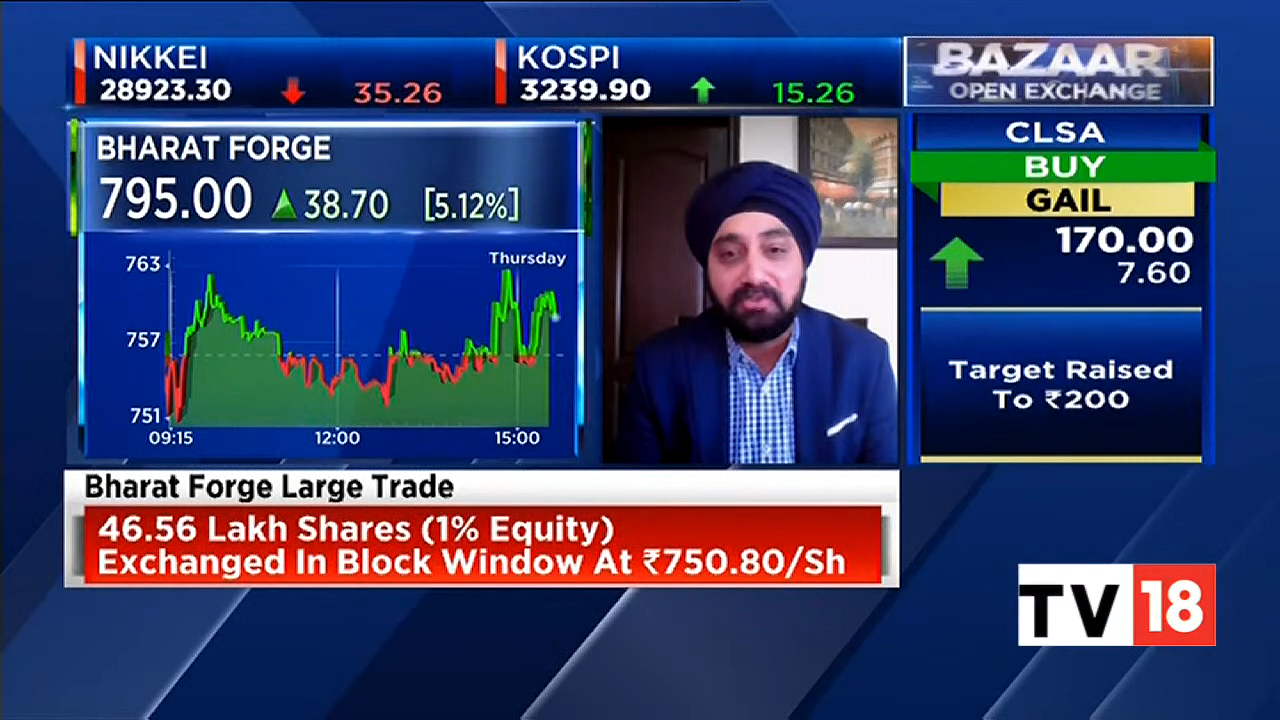 NIKKEI
28923.30 35.26
KOSPI
3239.90 15.26
BAZAAR
OPEN EXCHANGE
BHARAT FORGE
795.00 38.70 [5.12%]
Thursday
763
757
751
09:15 12:00 15:00
CLSA
BUY
GAIL
170.00
7.60
Target Raised
To ₹200
Bharat Forge Large Trade
46.56 Lakh Shares (1% Equity)
Exchanged In Block Window At ₹750.80/Sh
TV18